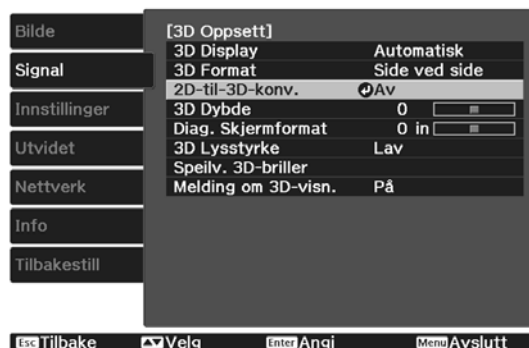 Bilde
Signal
Innstillinger
Utvidet
Nettverk
Info
Tilbakestill
[3D Oppsett]
3D Display Automatisk
3D Format Side ved side
2D-til-3D-konv. Av
3D Dybde 0
Diag. Skjermformat 0 in
3D Lysstyrke Lav
Speilv. 3D-briller
Melding om 3D-visn. På
Esc Tilbake Velg Enter Angi Menu Avslutt